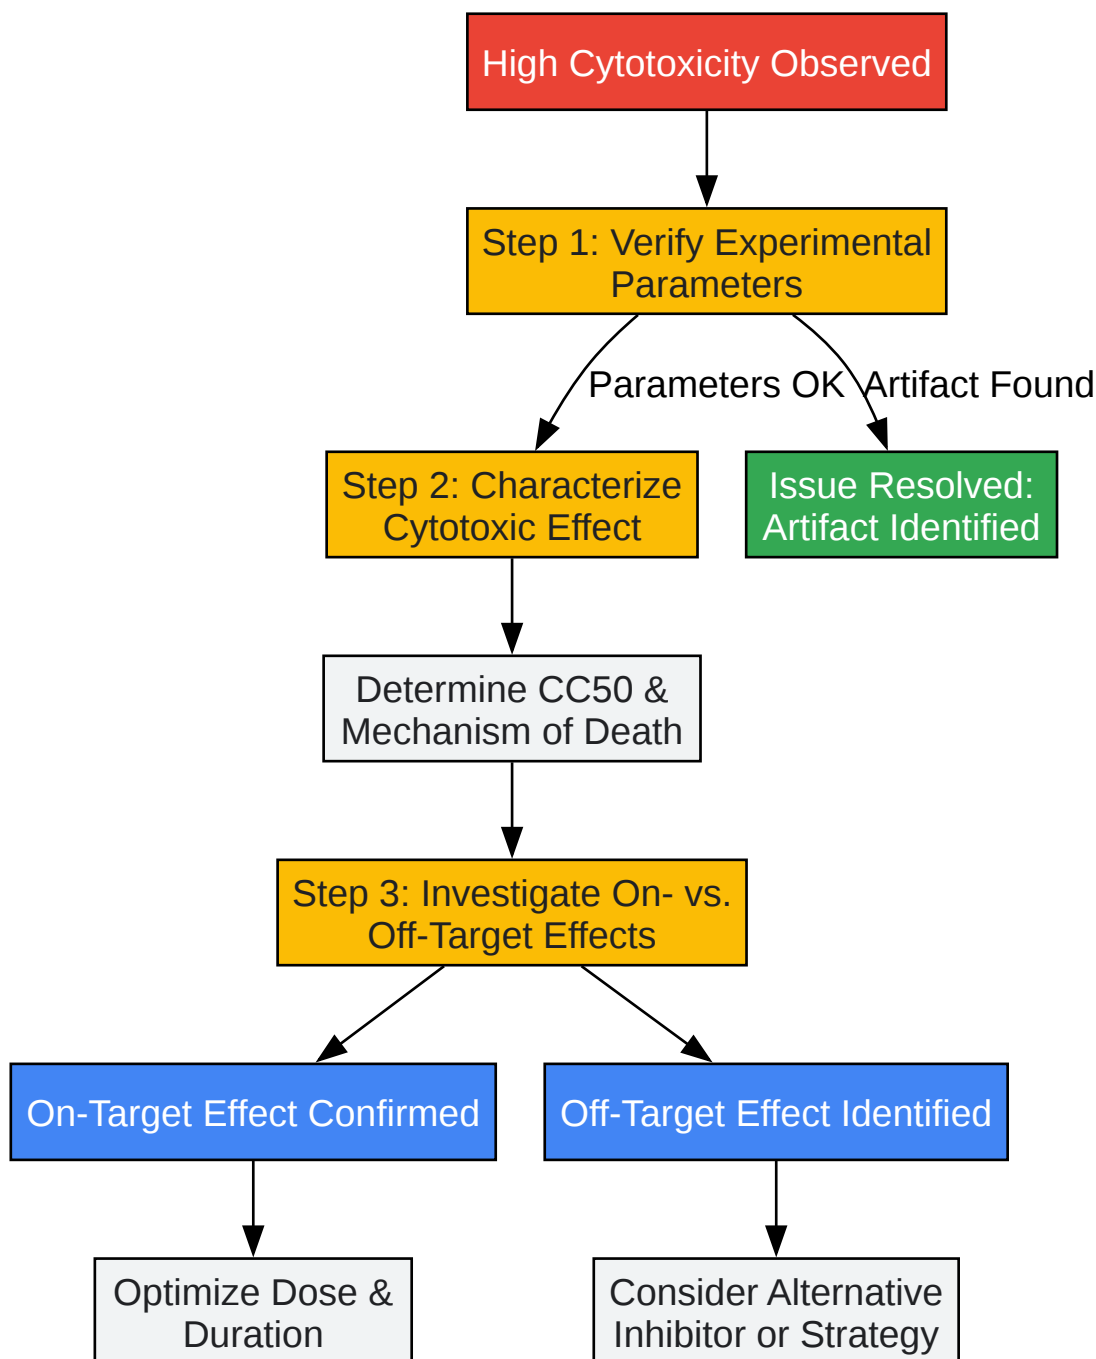 High Cytotoxicity Observed
Step 1: Verify Experimental
Parameters
Parameters OK
Artifact Found
Step 2: Characterize
Cytotoxic Effect
Issue Resolved:
Artifact Identified
Determine CC50 &
Mechanism of Death
Step 3: Investigate On- vs.
Off-Target Effects
On-Target Effect Confirmed
Off-Target Effect Identified
Optimize Dose &
Duration
Consider Alternative
Inhibitor or Strategy